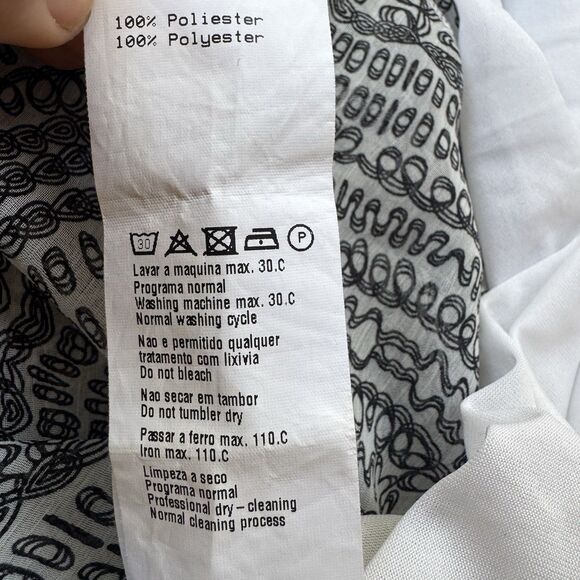 100% Poliester
100% Polyester
30 P
Lavar a maquina max. 30.C
Programa normal
Washing machine max. 30.C
Normal washing cycle
Nao e permitido qualquer
tratamento com lixivia
Do not bleach
Nao secar em tambor
Do not tumbler dry
Passar a ferro max. 110.C
Iron max. 110.C
Limpeza a seco
Programa normal
Professional dry-cleaning
Normal cleaning process